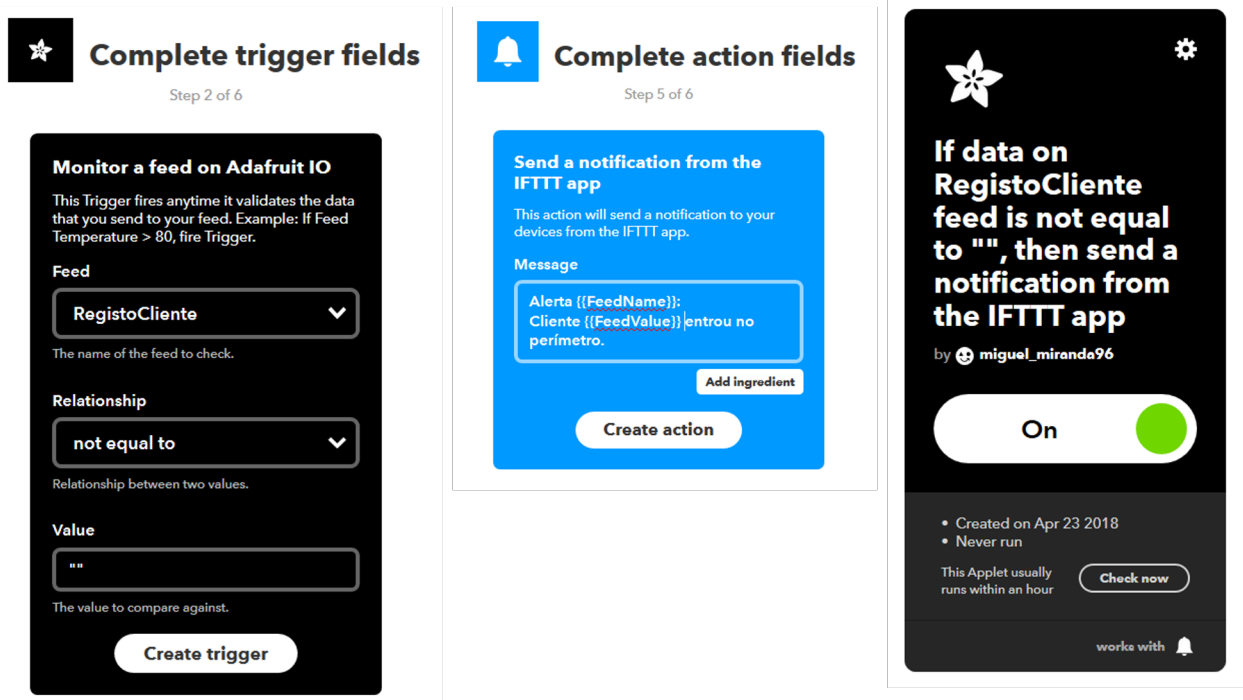 Complete trigger fields
Step 2 of 6
Monitor a feed on Adafruit IO
This Trigger fires anytime it validates the data
that you send to your feed. Example: If Feed
Temperature > 80, fire Trigger.
Feed
RegistoCliente
The name of the feed to check.
Relationship
not equal to
Relationship between two values.
Value
""
The value to compare against.
Create trigger
Complete action fields
Step 5 of 6
Send a notification from the
IFTTT app
This action will send a notification to your
devices from the IFTTT app.
Message
Alerta {{FeedName}}:
Cliente {{FeedValue}} entrou no
perímetro.
Add ingredient
Create action
If data on
RegistoCliente
feed is not equal
to "", then send a
notification from
the IFTTT app
by miguel_miranda96
On
• Created on Apr 23 2018
• Never run
This Applet usually
runs within an hour
Check now
works with